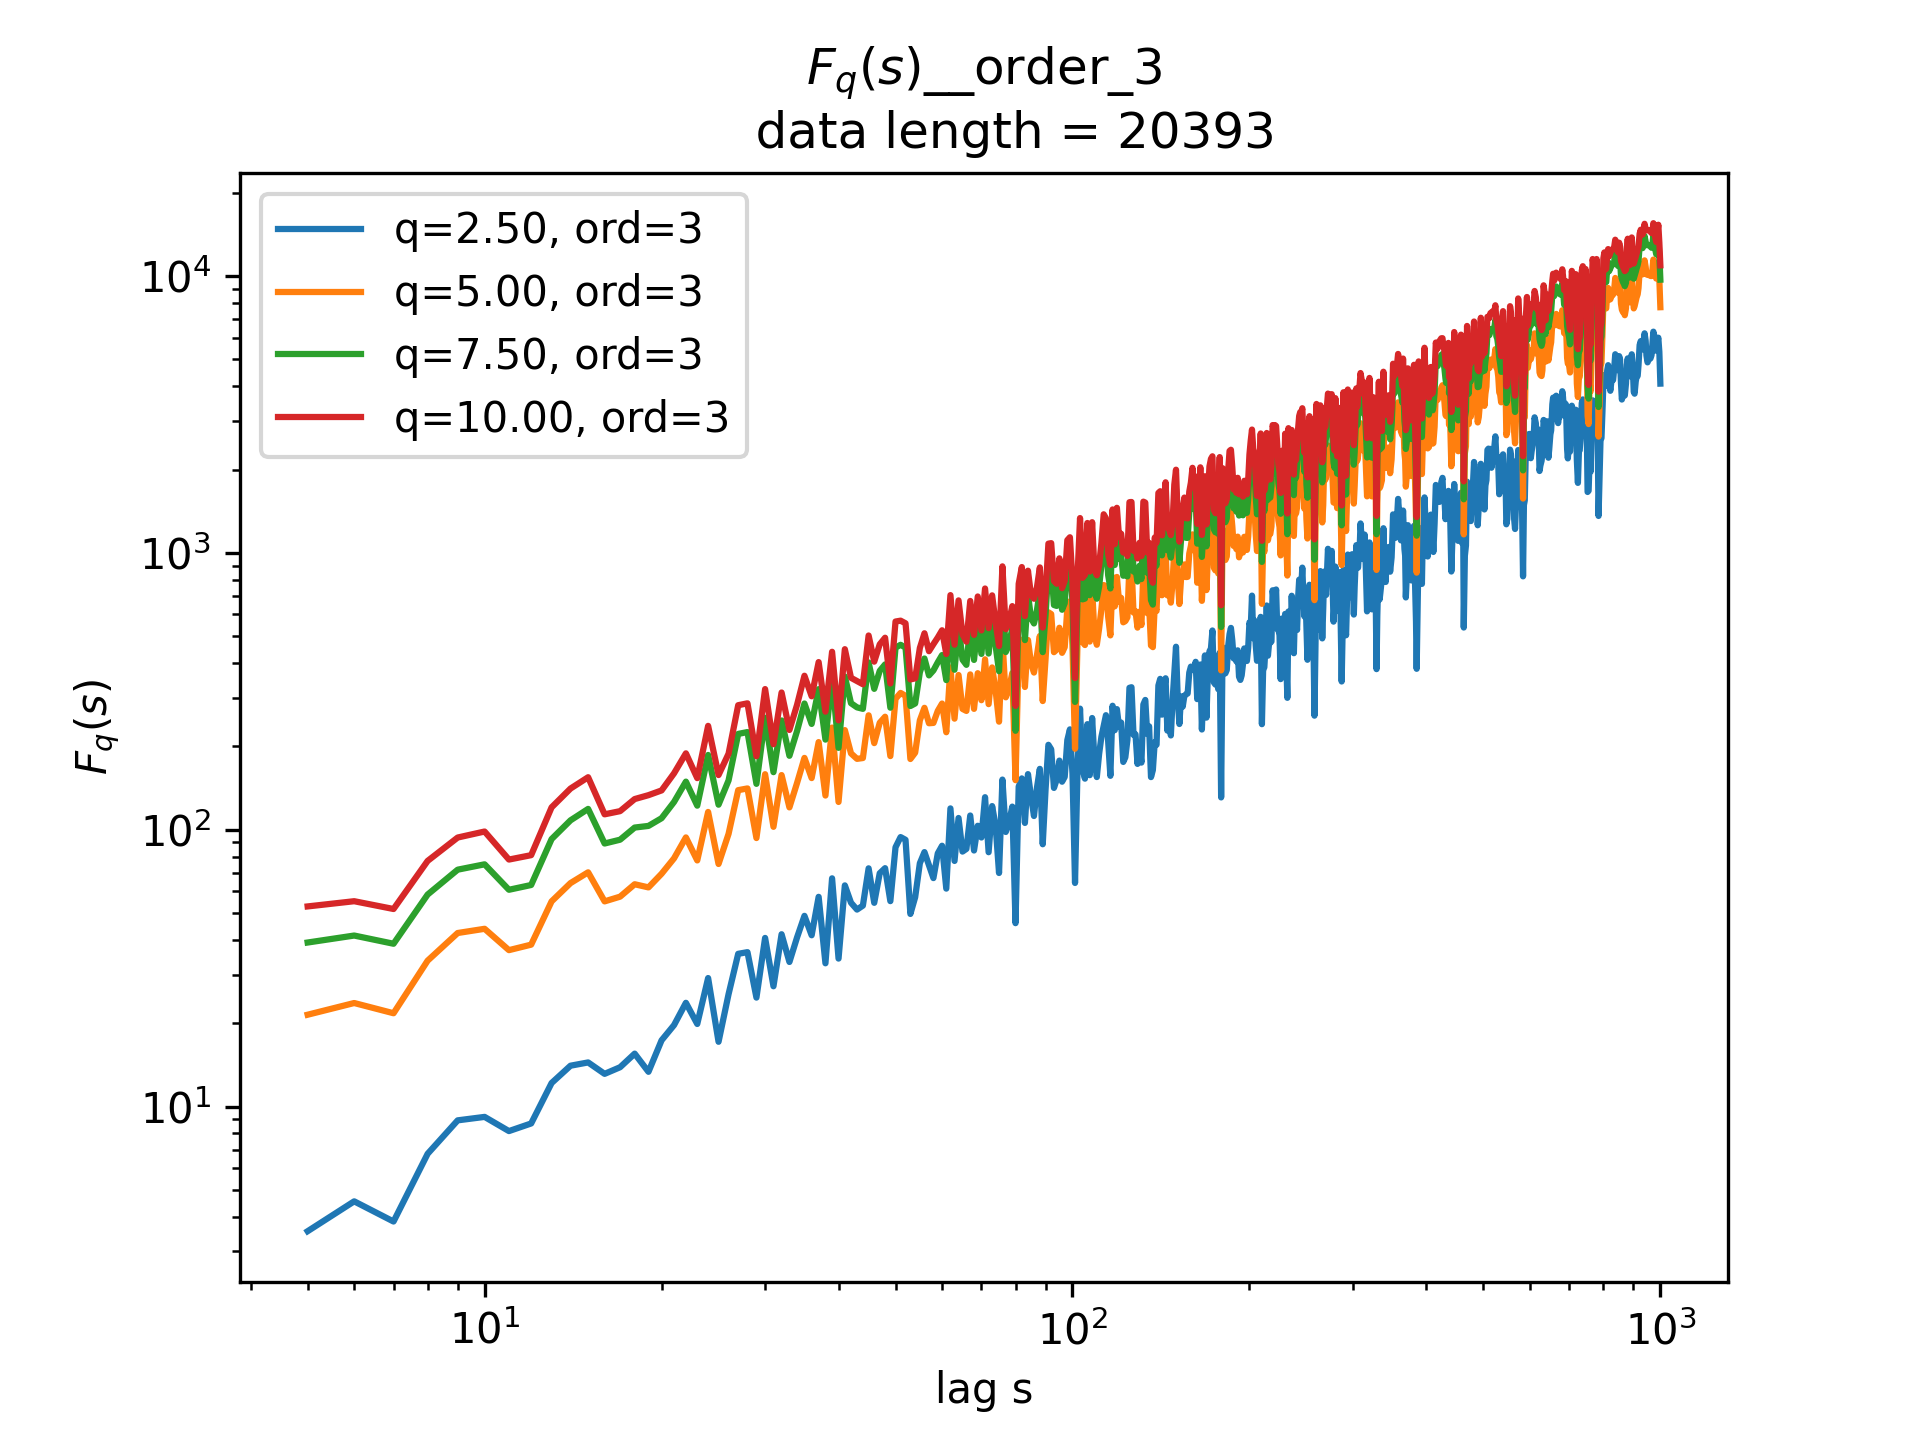 F_q(s)__order_3
data length = 20393
q=2.50, ord=3
q=5.00, ord=3
q=7.50, ord=3
q=10.00, ord=3
F_q(s)
10^4
10^3
10^2
10^1
10^1 10^2 10^3
lag s